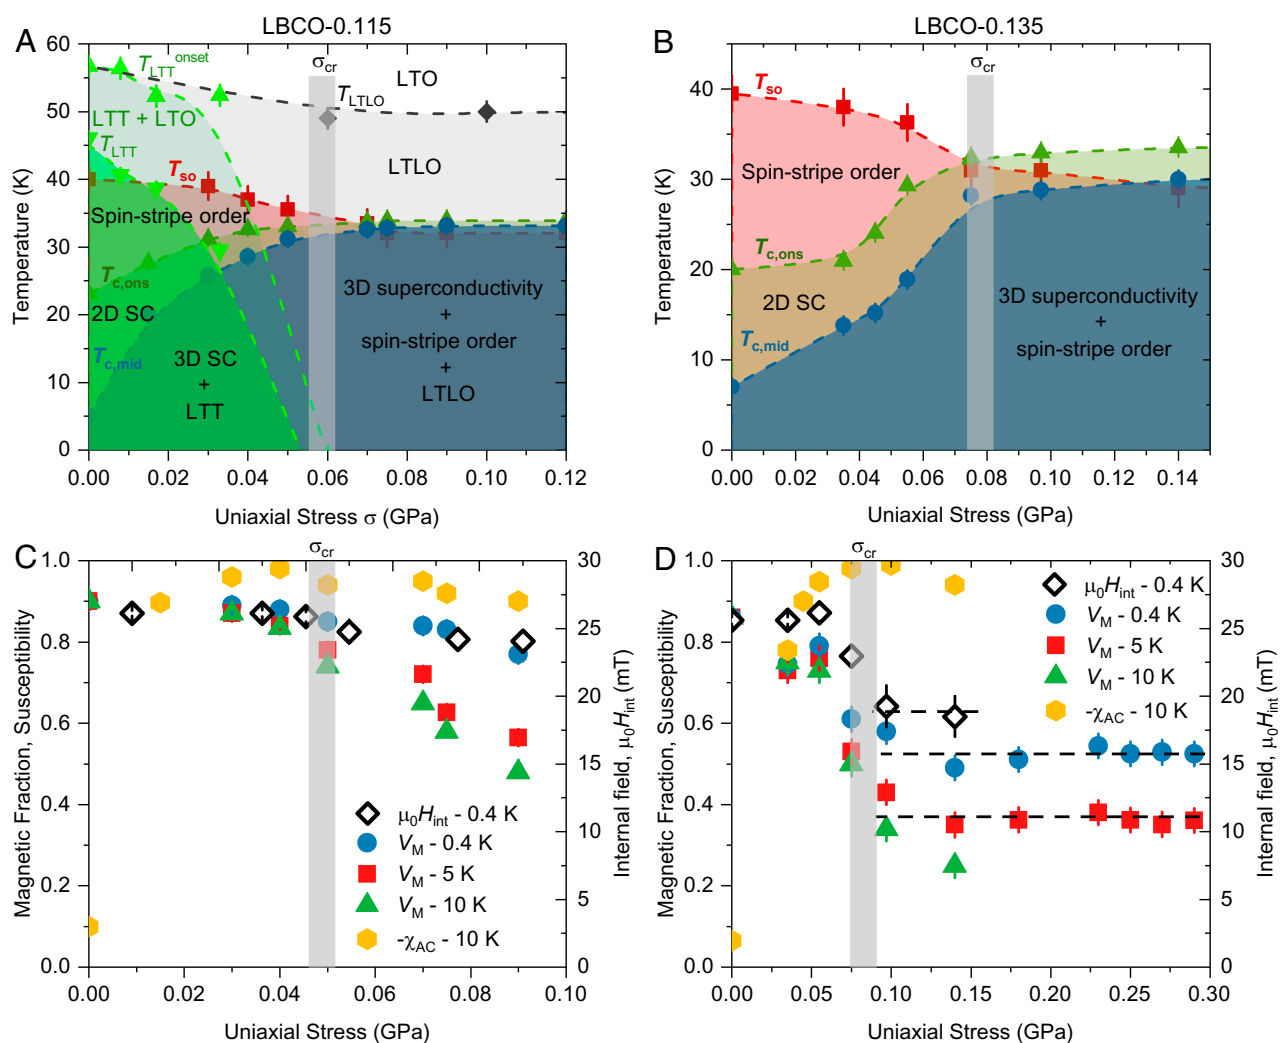 A
LBCO-0.115
60
50
40
30
20
10
0
Temperature (K)
T_LTT^onset
LTT + LTO
T_LTT
T_so
Spin-stripe order
T_c,ons
2D SC
T_c,mid
3D SC
+
LTT
σ_cr
LTO
T_LTLO
LTLO
3D superconductivity
+
spin-stripe order
+
LTLO
0.00 0.02 0.04 0.06 0.08 0.10 0.12
Uniaxial Stress σ (GPa)
B
LBCO-0.135
40
30
20
10
0
Temperature (K)
T_so
σ_cr
Spin-stripe order
T_c,ons
2D SC
T_c,mid
3D superconductivity
+
spin-stripe order
0.00 0.02 0.04 0.06 0.08 0.10 0.12 0.14
Uniaxial Stress (GPa)
C
σ_cr
1.0
0.8
0.6
0.4
0.2
0.0
Magnetic Fraction, Susceptibility
30
25
20
15
10
5
0
Internal field, μ₀H_int (mT)
μ₀H_int - 0.4 K
V_M - 0.4 K
V_M - 5 K
V_M - 10 K
-χ_AC - 10 K
0.00 0.02 0.04 0.06 0.08 0.10
Uniaxial Stress (GPa)
D
σ_cr
1.0
0.8
0.6
0.4
0.2
0.0
Magnetic Fraction, Susceptibility
30
25
20
15
10
5
0
Internal field, μ₀H_int (mT)
μ₀H_int - 0.4 K
V_M - 0.4 K
V_M - 5 K
V_M - 10 K
-χ_AC - 10 K
0.00 0.05 0.10 0.15 0.20 0.25 0.30
Uniaxial Stress (GPa)